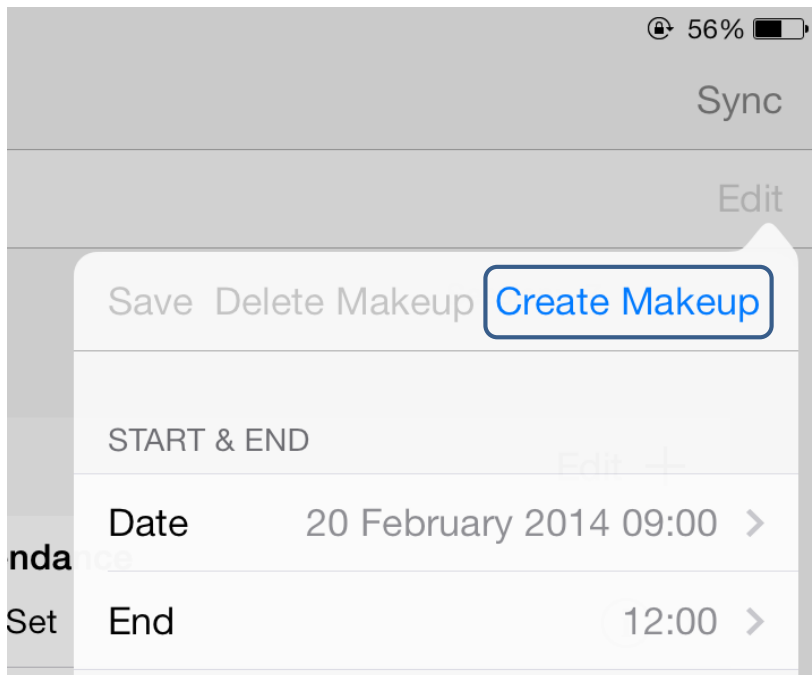 56%
Sync
Edit
Save Delete Makeup Create Makeup
START & END
Edit +
Date 20 February 2014 09:00 >
ndance
Set End 12:00 >